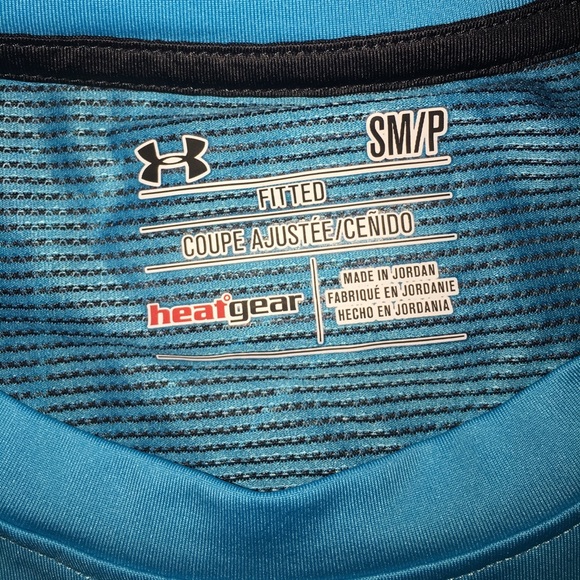 SM/P
FITTED
COUPE AJUSTÉE/CEÑIDO
heatgear
MADE IN JORDAN
FABRIQUÉ EN JORDANIE
HECHO EN JORDANIA